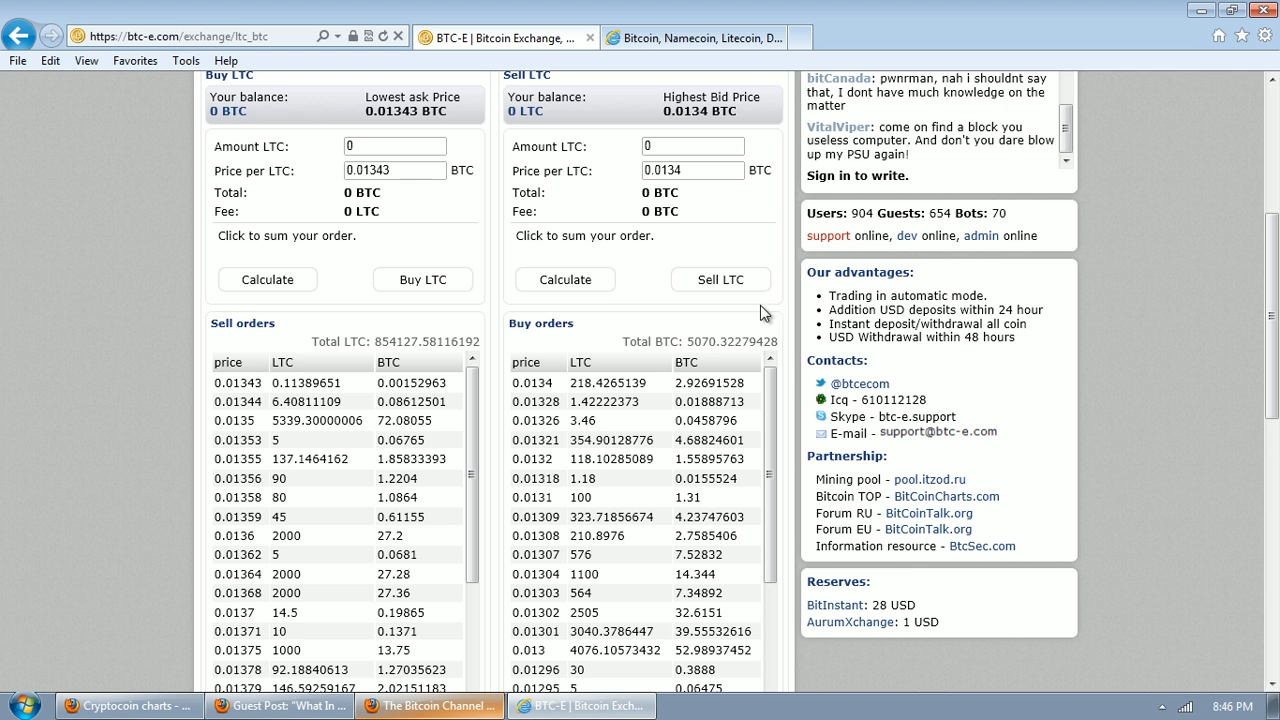 https://btc-e.com/exchange/ltc_btc
BTC-E | Bitcoin Exchange, ...
Bitcoin, Namecoin, Litecoin, D...
File Edit View Favorites Tools Help
Buy LTC
Your balance: Lowest ask Price
0 BTC 0.01343 BTC
Amount LTC: 0
Price per LTC: 0.01343 BTC
Total: 0 BTC
Fee: 0 LTC
Click to sum your order.
Calculate Buy LTC
Sell LTC
Your balance: Highest Bid Price
0 LTC 0.0134 BTC
Amount LTC: 0
Price per LTC: 0.0134 BTC
Total: 0 BTC
Fee: 0 BTC
Click to sum your order.
Calculate Sell LTC
Sell orders
Total LTC: 854127.58116192
price LTC BTC
0.01343 0.11389651 0.00152963
0.01344 6.40811109 0.08612501
0.0135 5339.30000006 72.08055
0.01353 5 0.06765
0.01355 137.1464162 1.85833393
0.01356 90 1.2204
0.01358 80 1.0864
0.01359 45 0.61155
0.0136 2000 27.2
0.01362 5 0.0681
0.01364 2000 27.28
0.01368 2000 27.36
0.0137 14.5 0.19865
0.01371 10 0.1371
0.01375 1000 13.75
0.01378 92.18840613 1.27035623
0.01379 146.59259167 2.02151183
Buy orders
Total BTC: 5070.32279428
price LTC BTC
0.0134 218.4265139 2.92691528
0.01328 1.42222373 0.01888713
0.01326 3.46 0.0458796
0.01321 354.90128776 4.68824601
0.0132 118.10285089 1.55895763
0.01318 1.18 0.0155524
0.0131 100 1.31
0.01309 323.71856674 4.23747603
0.01308 210.8976 2.7585406
0.01307 576 7.52832
0.01304 1100 14.344
0.01303 564 7.34892
0.01302 2505 32.6151
0.01301 3040.3786447 39.55532616
0.013 4076.10573432 52.98937452
0.01296 30 0.3888
0.01295 5 0.06475
bitCanada: pwnrman, nah i shouldnt say
that, I dont have much knowledge on the
matter
VitalViper: come on find a block you
useless computer. And don't you dare blow
up my PSU again!
Sign in to write.
Users: 904 Guests: 654 Bots: 70
support online, dev online, admin online
Our advantages:
Trading in automatic mode.
Addition USD deposits within 24 hour
Instant deposit/withdrawal all coin
USD Withdrawal within 48 hours
Contacts:
@btcecom
Icq - 610112128
Skype - btc-e.support
E-mail - support@btc-e.com
Partnership:
Mining pool - pool.itzod.ru
Bitcoin TOP - BitCoinCharts.com
Forum RU - BitCoinTalk.org
Forum EU - BitCoinTalk.org
Information resource - BtcSec.com
Reserves:
BitInstant: 28 USD
AurumXchange: 1 USD
Cryptocoin charts - ...
Guest Post: "What In ...
The Bitcoin Channel ...
BTC-E | Bitcoin Exch...
8:46 PM